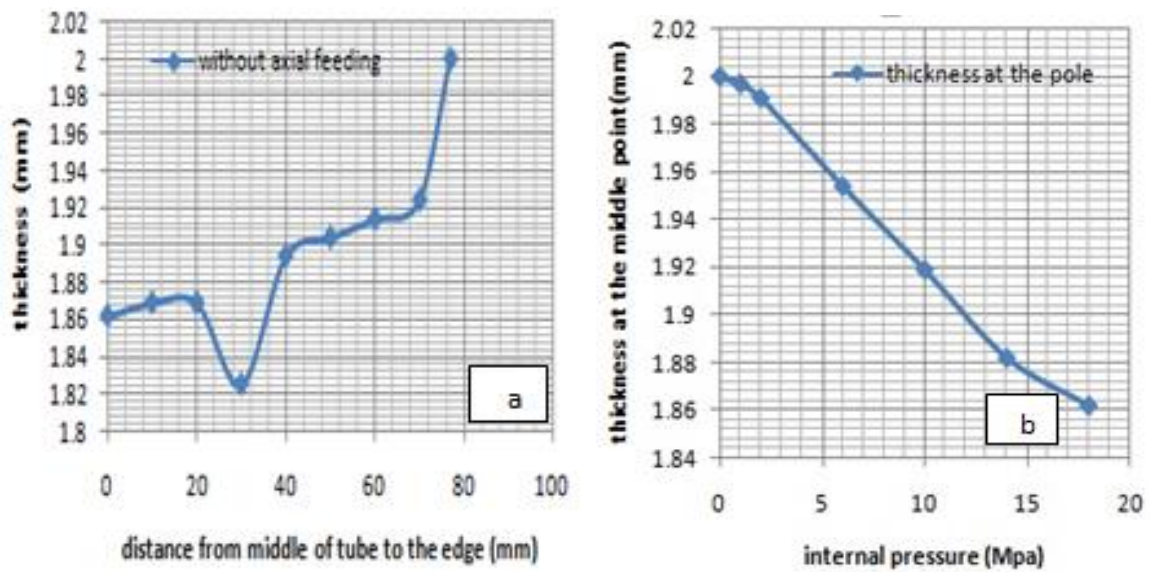 thickness (mm)
2.02
2
1.98
1.96
1.94
1.92
1.9
1.88
1.86
1.84
1.82
1.8
without axial feeding
a
0 20 40 60 80 100
distance from middle of tube to the edge (mm)
thickness at the middle point(mm)
2.02
2
1.98
1.96
1.94
1.92
1.9
1.88
1.86
1.84
thickness at the pole
b
0 5 10 15 20
internal pressure (Mpa)